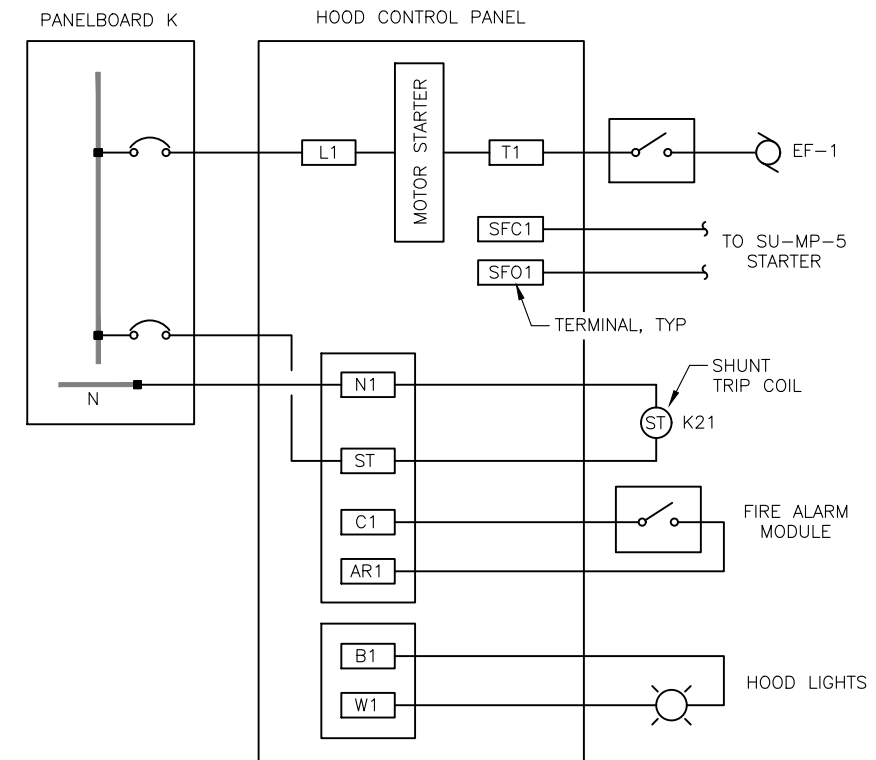 PANELBOARD K
HOOD CONTROL PANEL
MOTOR STARTER
L1
T1
EF-1
SFC1
SFO1
TO SU-MP-5
STARTER
TERMINAL, TYP
N
N1
SHUNT
TRIP COIL
ST
K21
ST
C1
FIRE ALARM
MODULE
AR1
B1
HOOD LIGHTS
W1